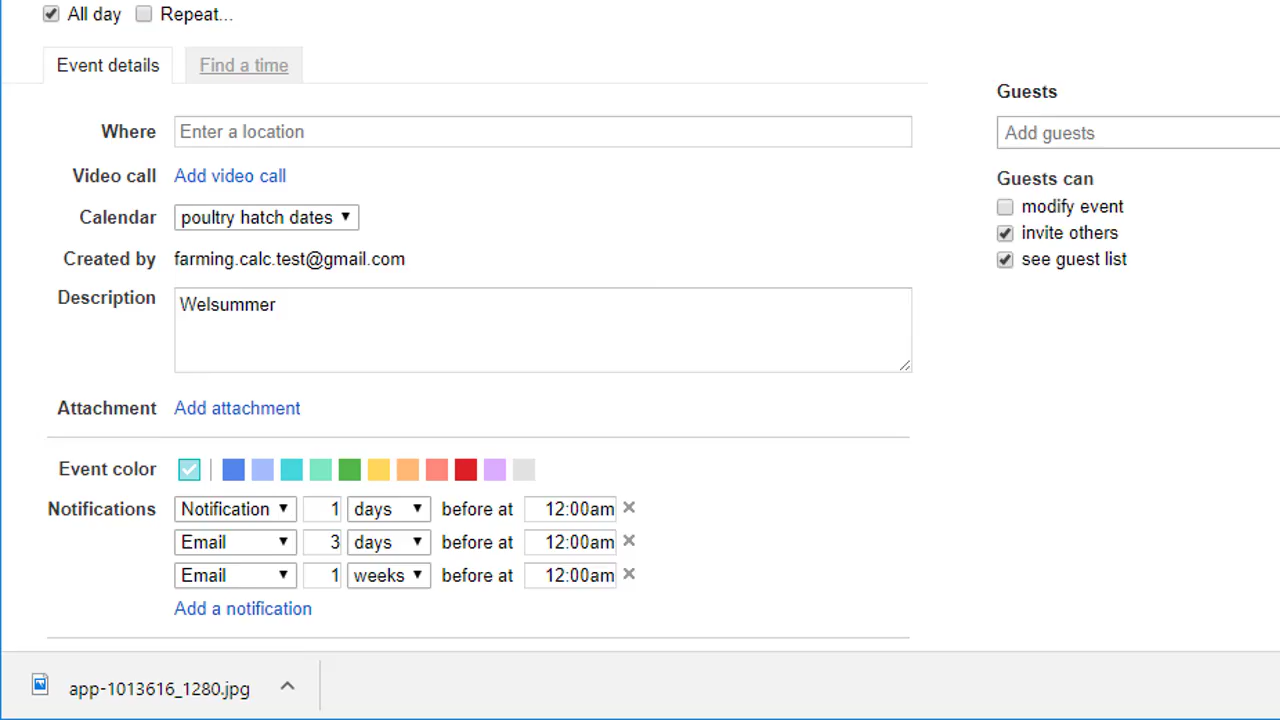 All day Repeat...
Event details Find a time
Guests
Where Enter a location Add guests
Video call Add video call
Guests can
modify event
Calendar poultry hatch dates
invite others
Created by farming.calc.test@gmail.com see guest list
Description Welsummer
Attachment Add attachment
Event color
Notifications Notification 1 days before at 12:00am
Email 3 days before at 12:00am
Email 1 weeks before at 12:00am
Add a notification
app-1013616_1280.jpg